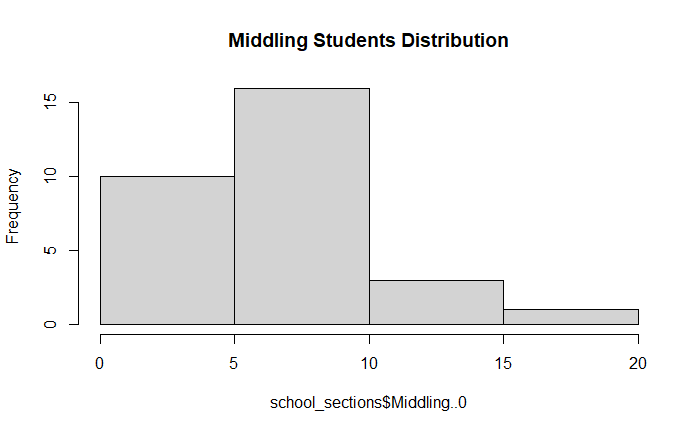 Middling Students Distribution
Frequency
15
10
5
0
0 5 10 15 20
school_sections$Middling..0